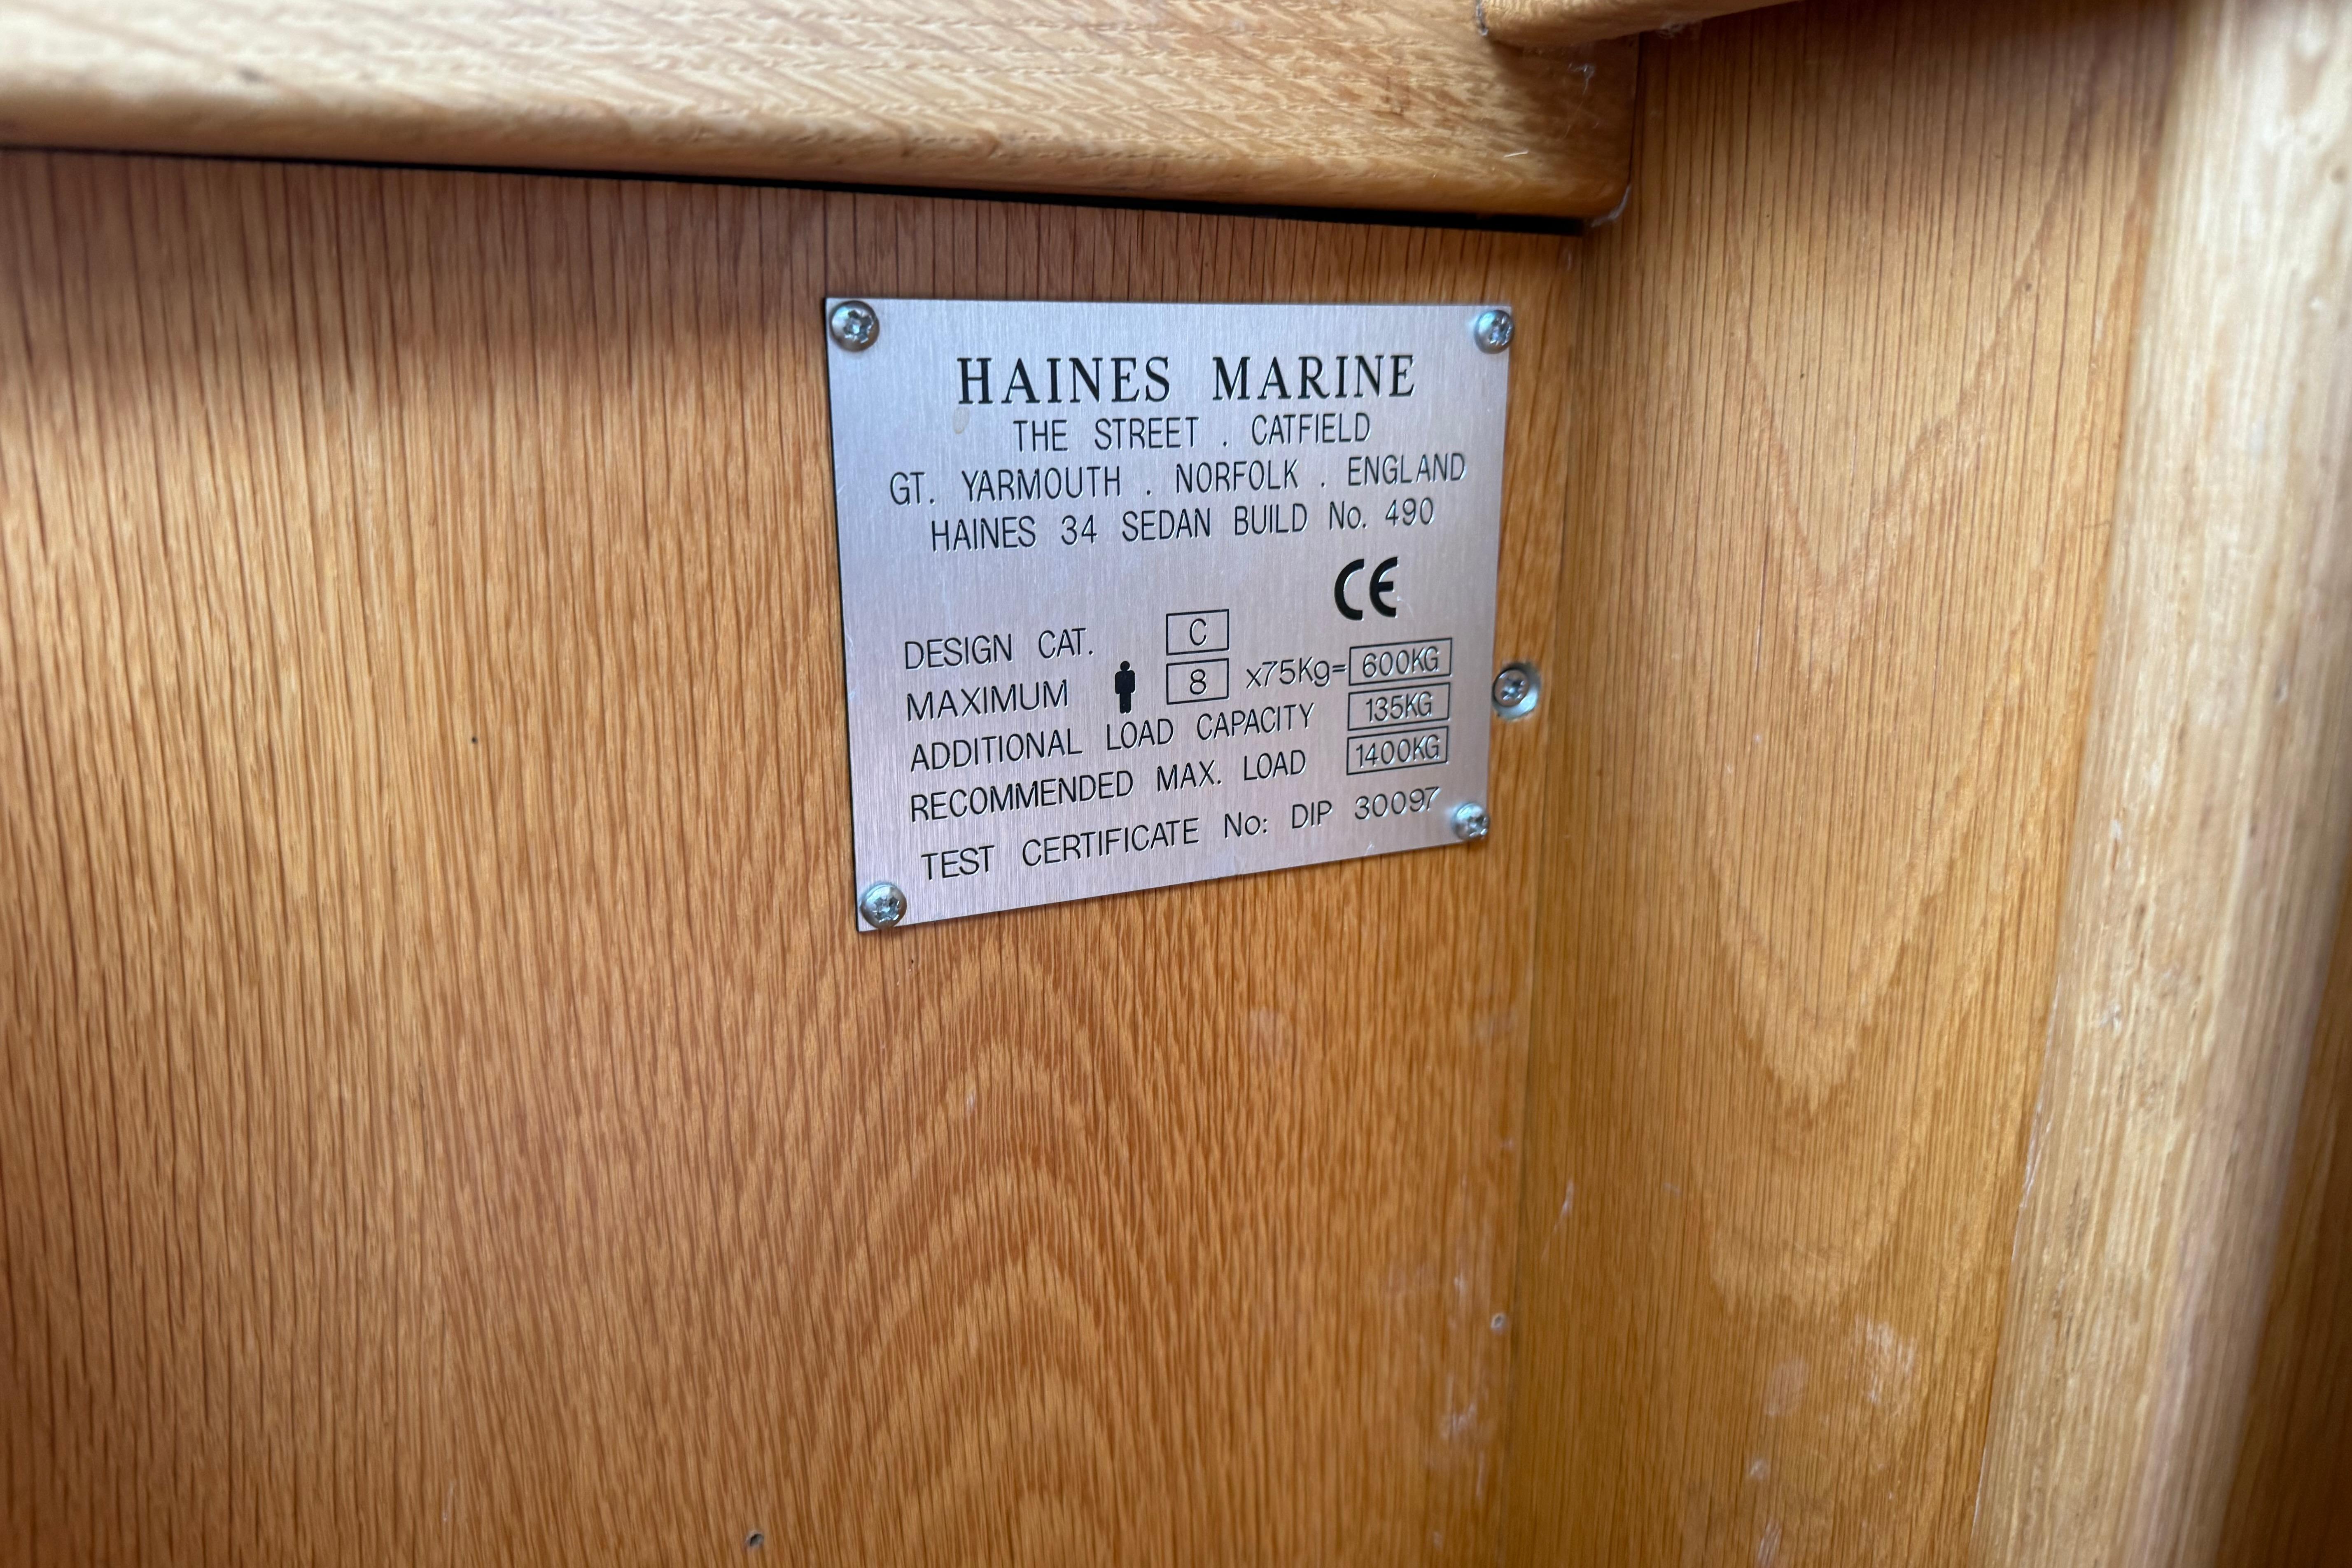 HAINES MARINE
THE STREET . CATFIELD
GT. YARMOUTH . NORFOLK . ENGLAND
HAINES 34 SEDAN BUILD No. 490
CE
DESIGN CAT. C
MAXIMUM 8 x75Kg= 600KG
ADDITIONAL LOAD CAPACITY 135KG
RECOMMENDED MAX. LOAD 1400KG
TEST CERTIFICATE No: DIP 30097